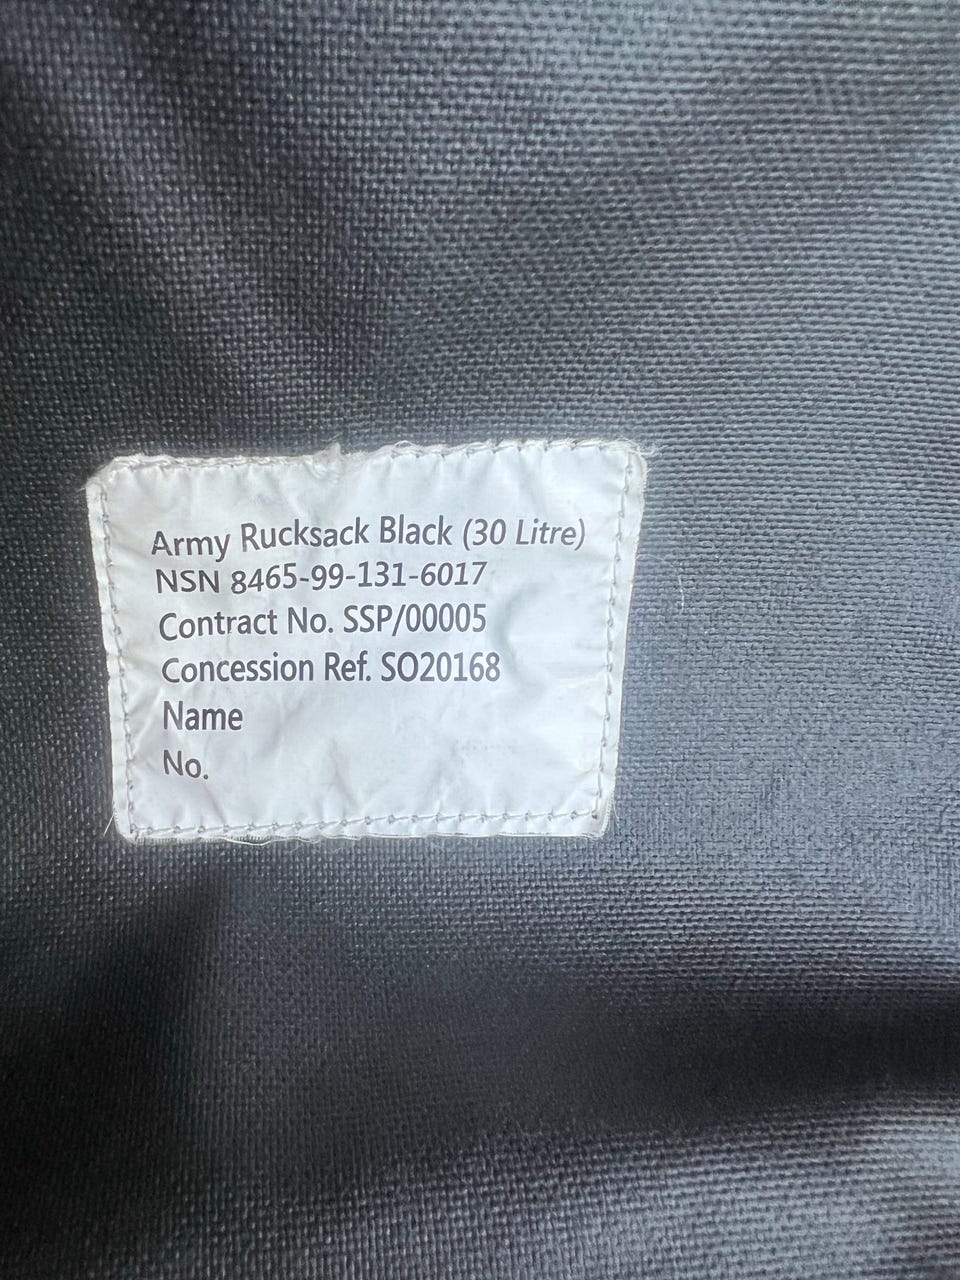 Army Rucksack Black (30 Litre)
NSN 8465-99-131-6017
Contract No. SSP/00005
Concession Ref. SO20168
Name
No.